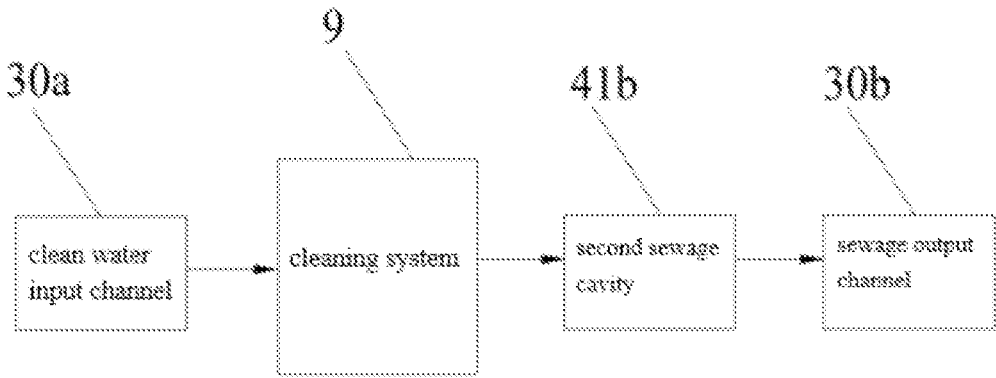 9
30a
41b
30b
clean water
input channel
cleaning system
second sewage
cavity
sewage output
channel